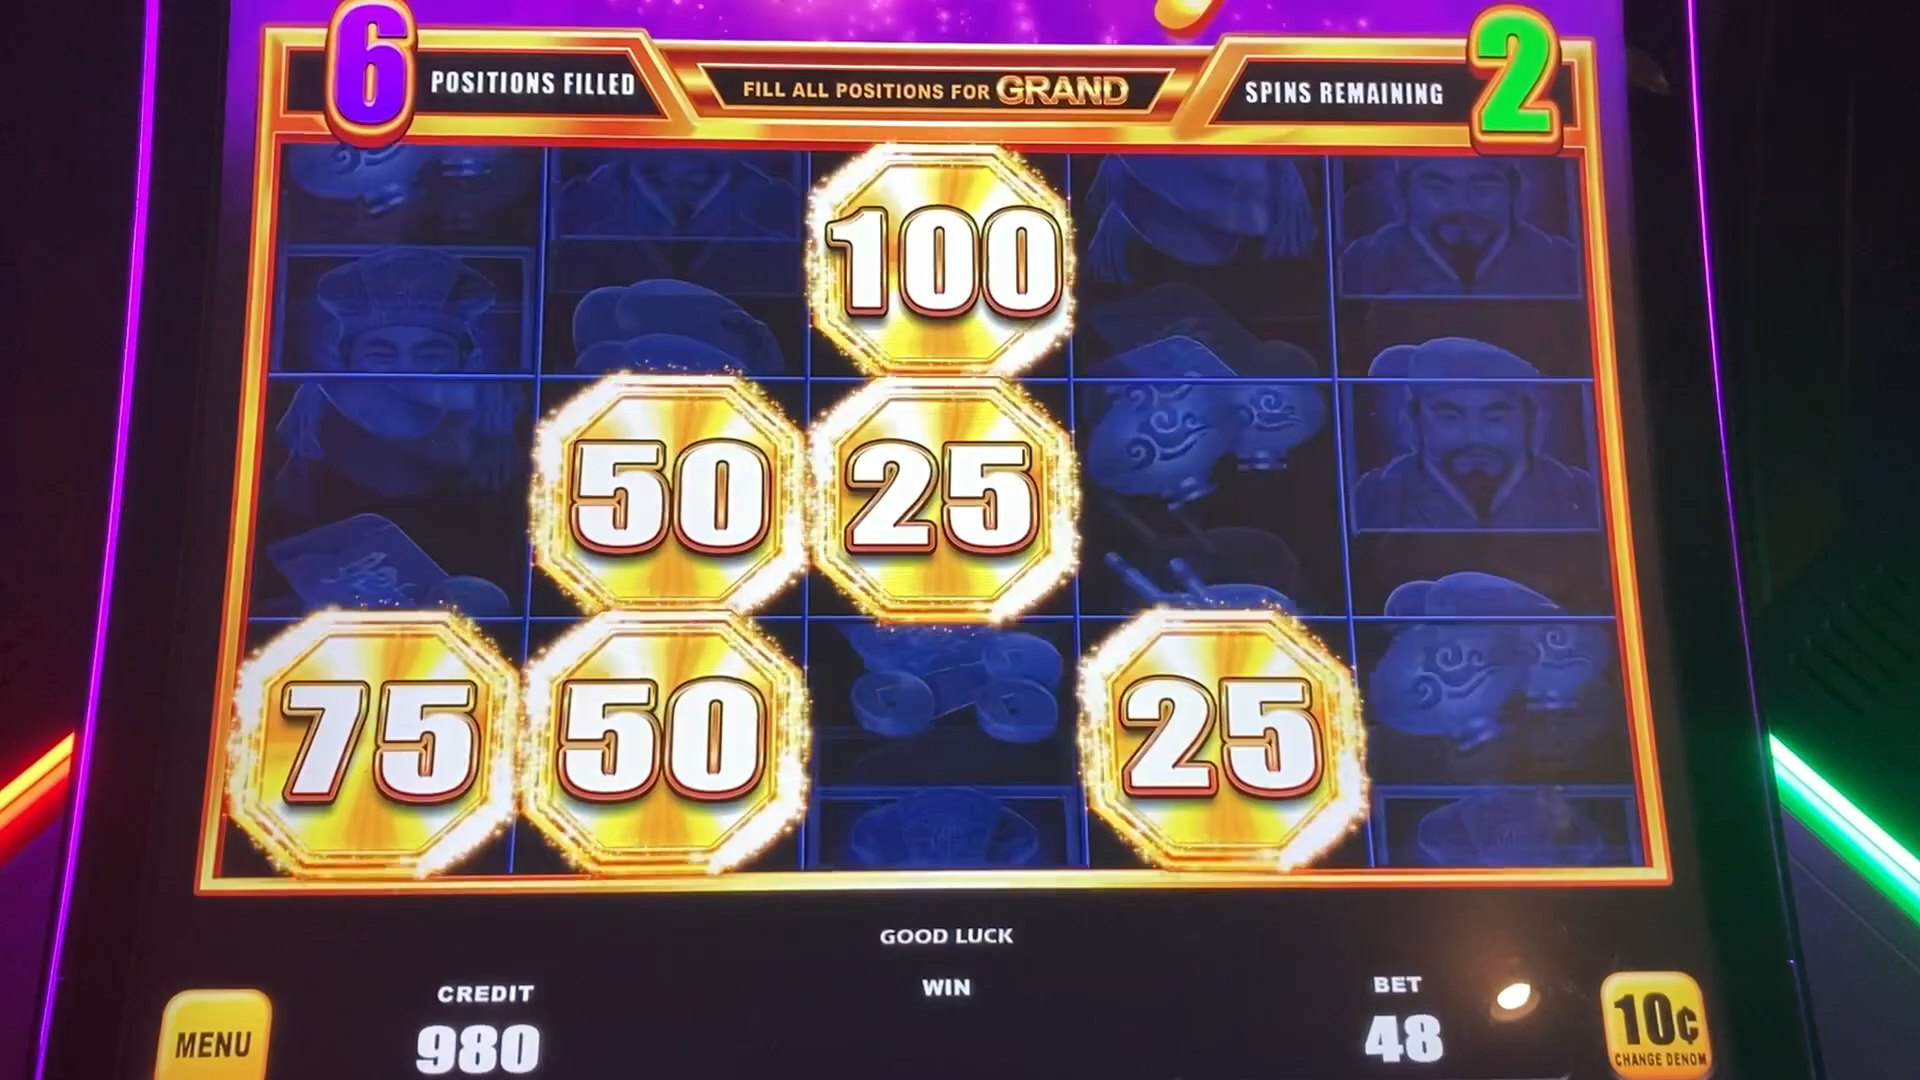 6 POSITIONS FILLED
FILL ALL POSITIONS FOR GRAND
SPINS REMAINING 2
100
50 25
75 50 25
GOOD LUCK
WIN
CREDIT
980
BET
48
MENU
10¢
CHANGE DENOM